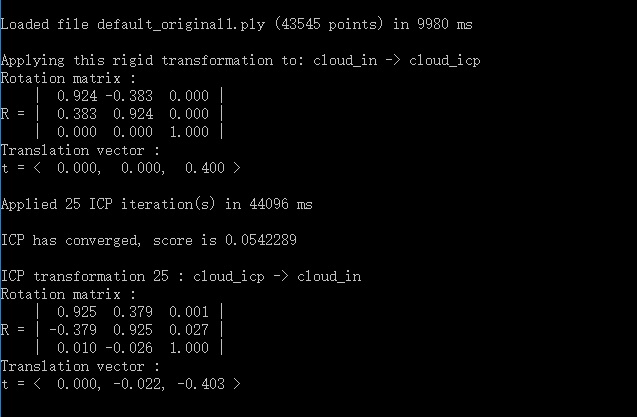 Loaded file default_original1.ply (43545 points) in 9980 ms
Applying this rigid transformation to: cloud_in -> cloud_icp
Rotation matrix :
| 0.924 -0.383 0.000 |
R = | 0.383 0.924 0.000 |
| 0.000 0.000 1.000 |
Translation vector :
t = < 0.000, 0.000, 0.400 >
Applied 25 ICP iteration(s) in 44096 ms
ICP has converged, score is 0.0542289
ICP transformation 25 : cloud_icp -> cloud_in
Rotation matrix :
| 0.925 0.379 0.001 |
R = | -0.379 0.925 0.027 |
| 0.010 -0.026 1.000 |
Translation vector :
t = < 0.000, -0.022, -0.403 >